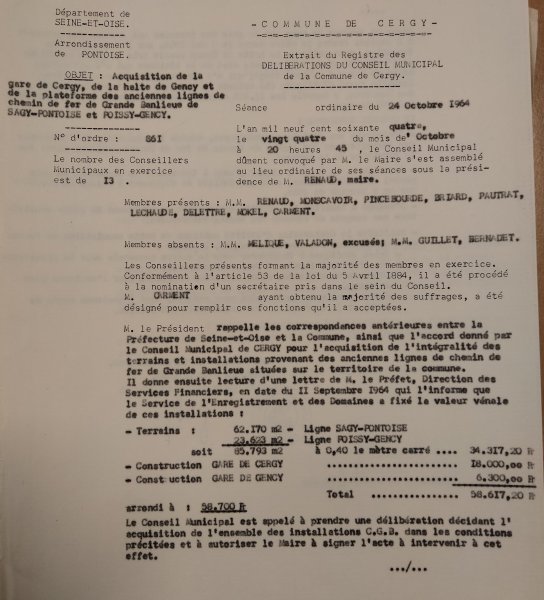 Département de
SEINE-ET-OISE.
Arrondissement
de PONTOISE.
- COMMUNE DE CERGY-
Extrait du Registre des
DELIBERATIONS DU CONSEIL MUNICIPAL
de la Commune de Cergy.
OBJET : Acquisition de la
gare de Cergy, de la halte de Gency et
de la plateforme des anciennes lignes de
chemin de fer de Grande Banlieue de
SAGY-PONTOISE et POISSY-GENCY.
Séance ordinaire du 24 Octobre I964
N° d'ordre : 86I
Le nombre des Conseillers
Municipaux en exercice
est de I3 .
L'an mil neuf cent soixante quatre,
le vingt quatre du mois de' Octobre
à 20 heures 45 , le Conseil Municipal
dûment convoqué par M. le Maire s'est assemblé
au lieu ordinaire de ses séances sous la prési-
dence de M. RENAUD, maire.
Membres présents : M.M. RENAUD, MONSCAVOIR, PINCEBOURDE, BRIARD, PAUTRAT,
LECHAUDE, DELETTRE, MOKEL, CARMENT.
Membres absents : M.M. MELIQUE, VALADON, excusés; M.M. GUILLET, BERNADET.
Les Conseillers présents formant la majorité des membres en exercice.
Conformément à l'article 53 de la loi du 5 Avril I884, il a été procédé
à la nomination d'un secrétaire pris dans le sein du Conseil.
M. CARMENT ayant obtenu la majorité des suffrages, a été
désigné pour remplir ces fonctions qu'il a acceptées.
M. le Président rappelle les correspondances antérieures entre la
Préfecture de Seine-et-Oise et la Commune, ainsi que l'accord donné par
le Conseil Municipal de CERGY pour l'acquisition de l'intégralité des
terrains et installations provenant des anciennes lignes de chemin
de fer de Grande Banlieue situées sur le territoire de la commune.
Il donne ensuite lecture d'une lettre de M. le Préfet, Direction des
Services Financiers, en date du II Septembre I964 qui l'informe que
le Service de l'Enregistrement et des Domaines a fixé la valeur vénale
de ces installations :
- Terrains : 62.I70 m2 - Ligne SAGY-PONTOISE
23.623 m2 - Ligne POISSY-GENCY
soit 85.793 m2 à 0,40 le mètre carré .... 34.3I7,20 Fr
- Construction GARE DE CERGY .................... I8.000,00 Fr
- Construction GARE DE GENCY .................... 6.300,00 Fr
Total ......... 58.6I7,20 Fr
arrondi à : 58.700 Fr
Le Conseil Municipal est appelé à prendre une délibération décidant l'
acquisition de l'ensemble des installations C.G.B. dans les conditions
précitées et à autoriser le Maire à signer l'acte à intervenir à cet
effet.
.../...